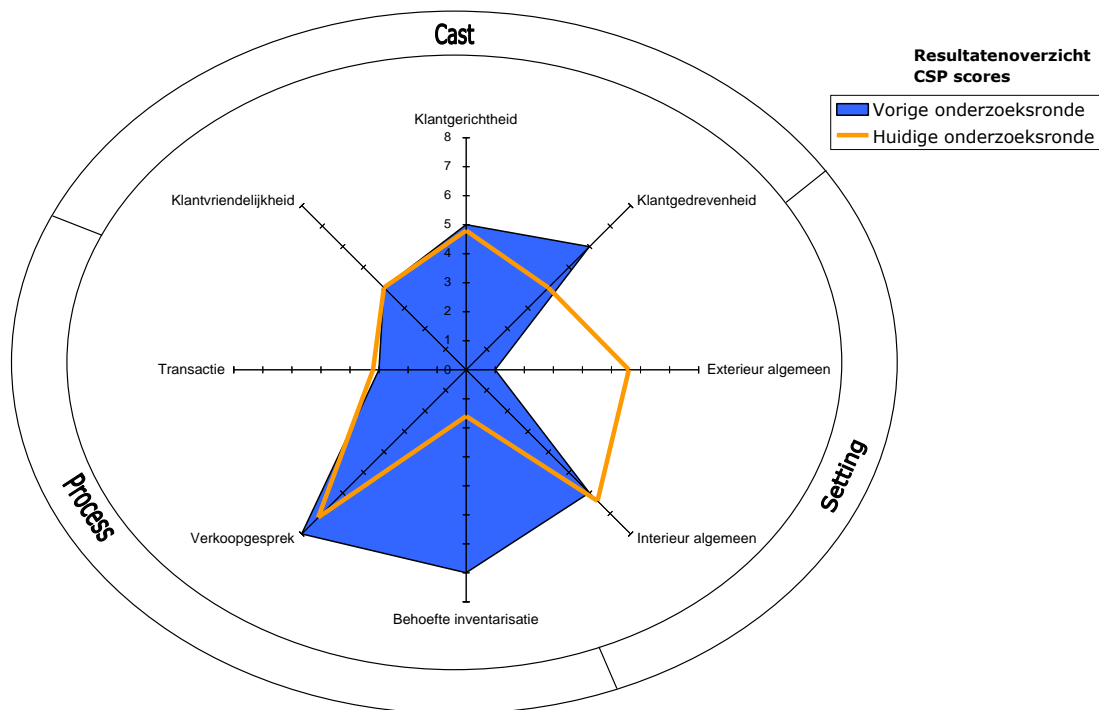 Cast
Resultatenoverzicht
CSP scores
Vorige onderzoeksronde
Huidige onderzoeksronde
Klantgerichtheid
8
7
6
5
4
3
2
1
0
Klantvriendelijkheid
Klantgedrevenheid
Transactie
Exterieur algemeen
Setting
Process
Verkoopgesprek
Interieur algemeen
Behoefte inventarisatie